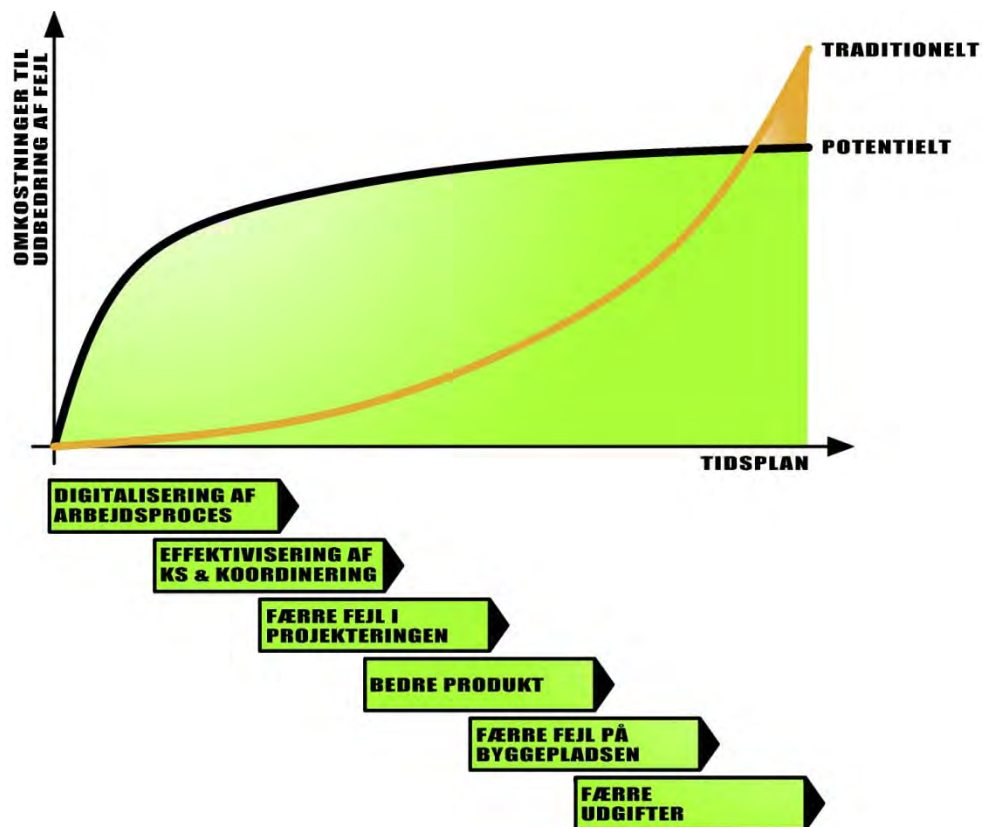 OMKOSTNINGER TIL
UDBEDRING AF FEJL
TRADITIONELT
POTENTIELT
TIDSPLAN
DIGITALISERING AF
ARBEJDSPROCES
EFFEKTIVISERING AF
KS & KOORDINERING
FÆRRE FEJL I
PROJEKTERINGEN
BEDRE PRODUKT
FÆRRE FEJL PÅ
BYGGEPLADSEN
FÆRRE
UDGIFTER